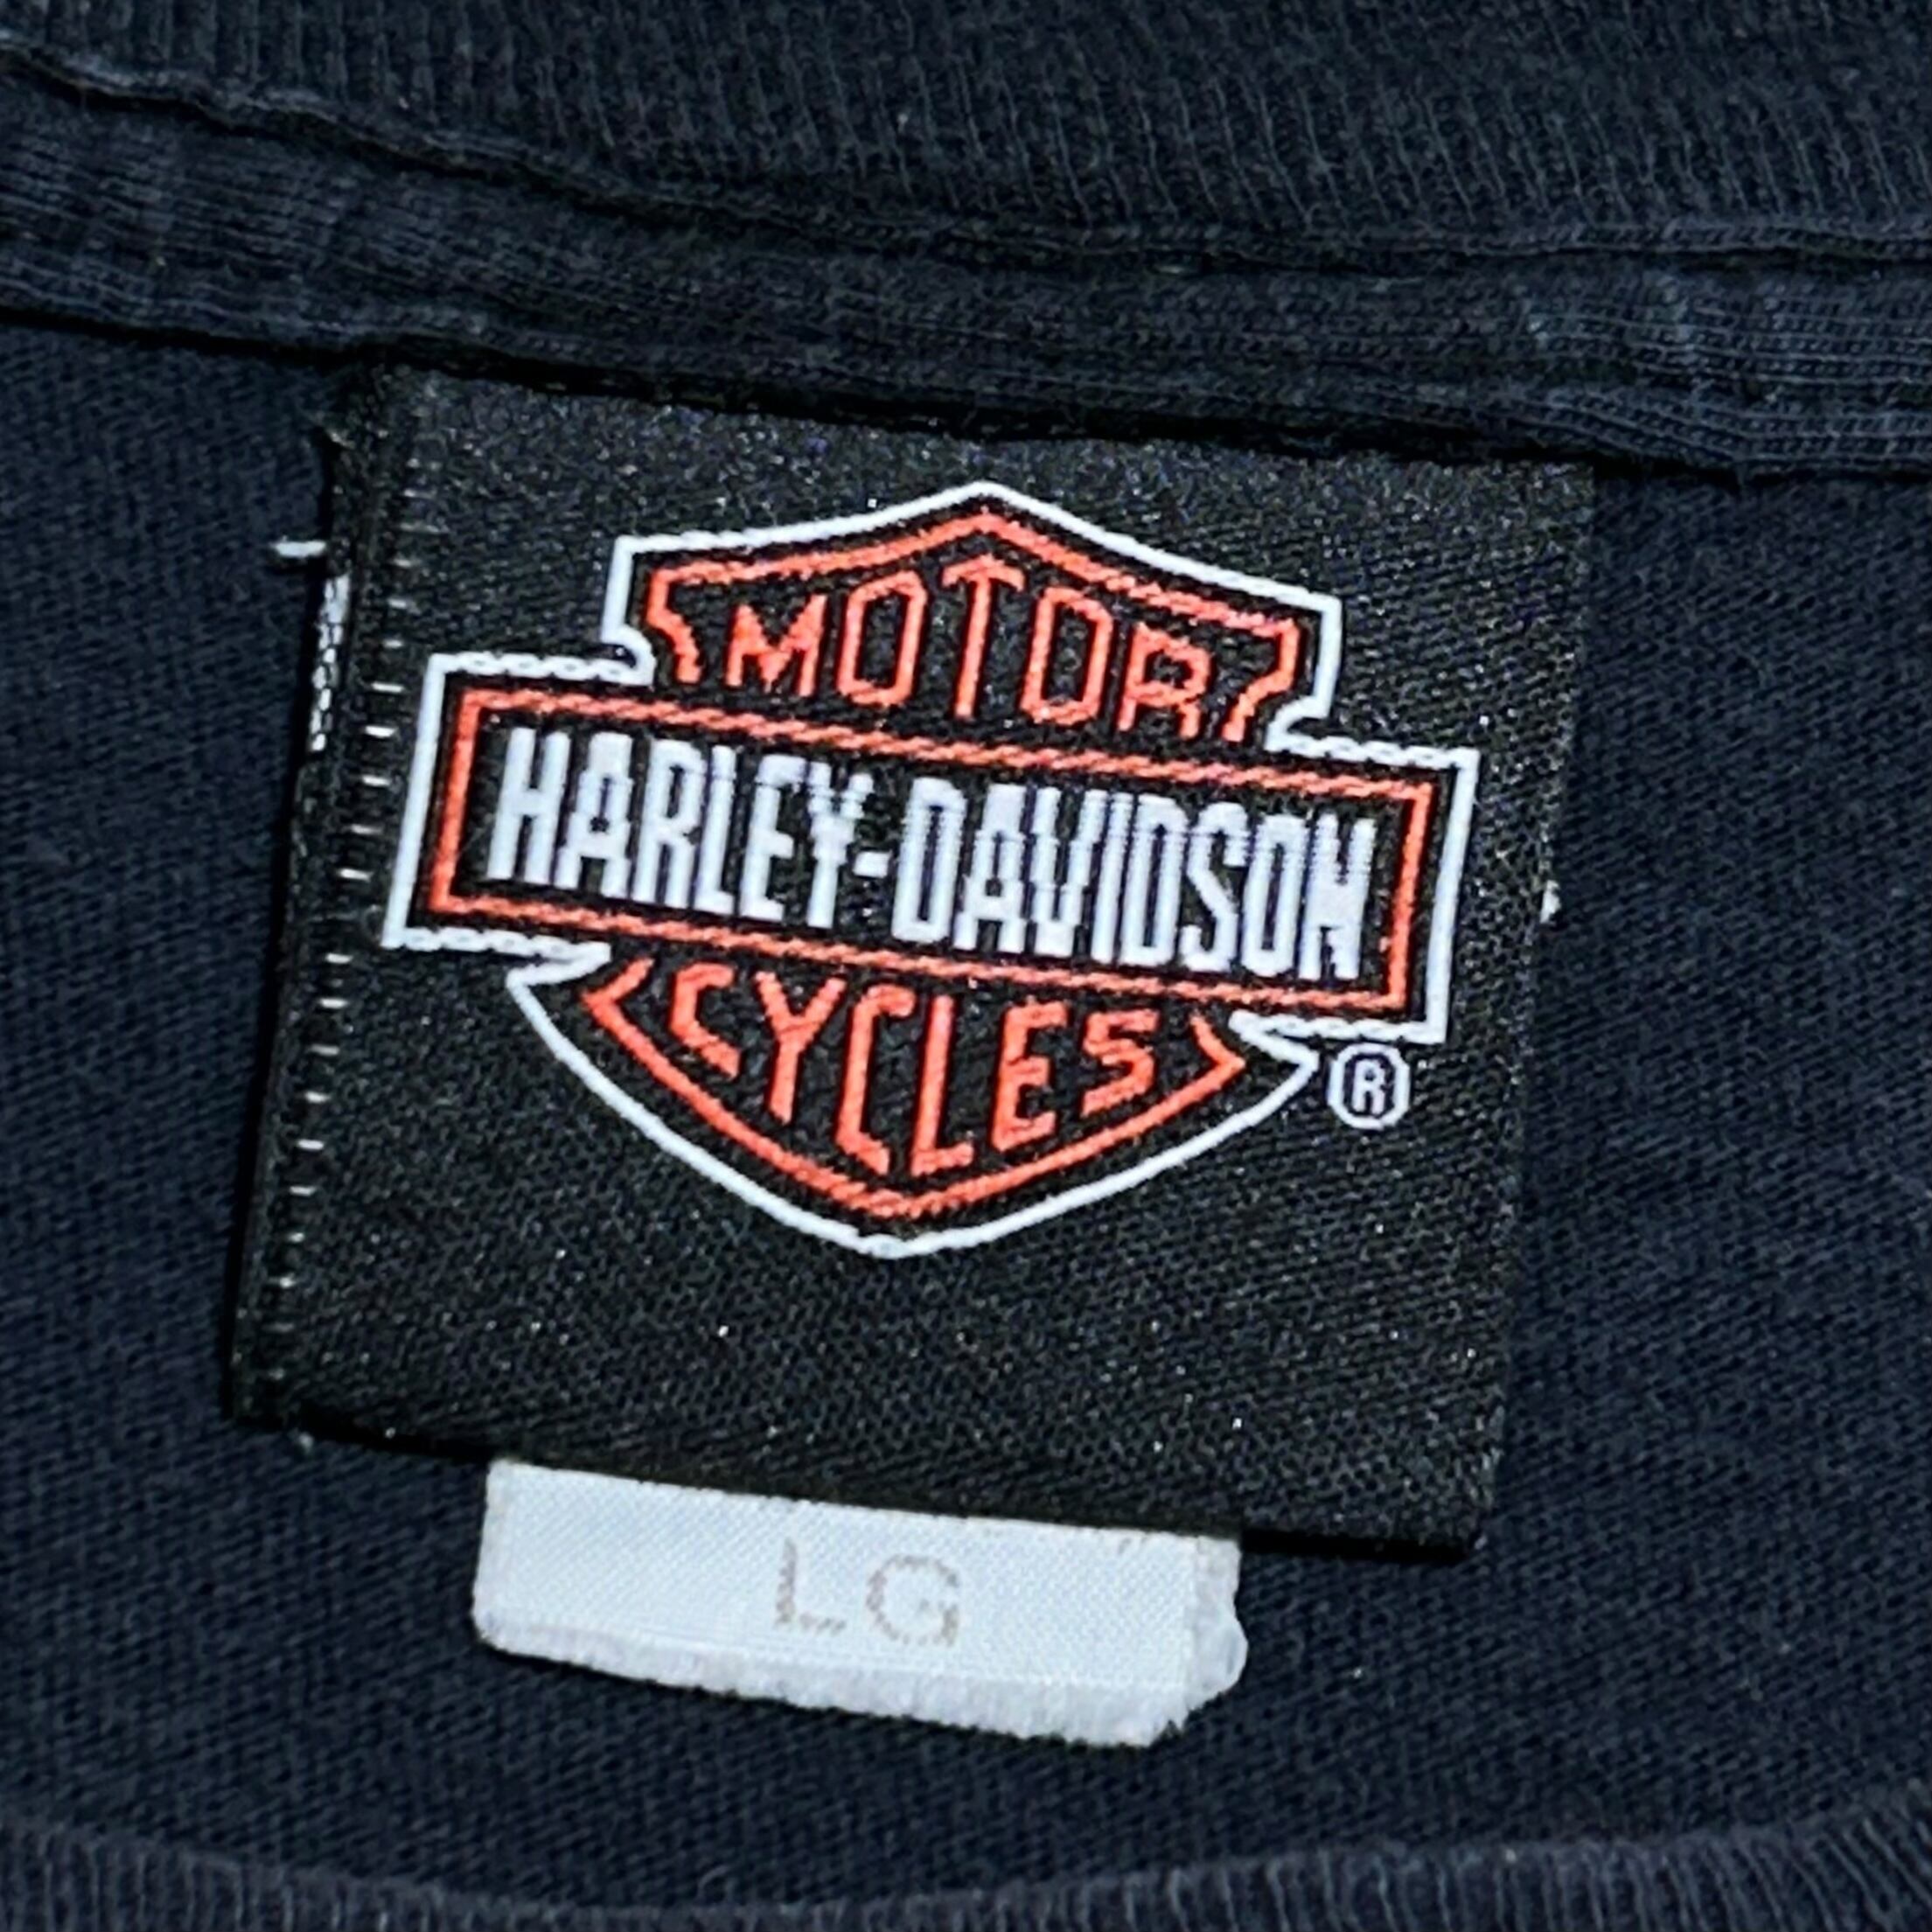 MOTOR
HARLEY-DAVIDSON
CYCLES
®
LG